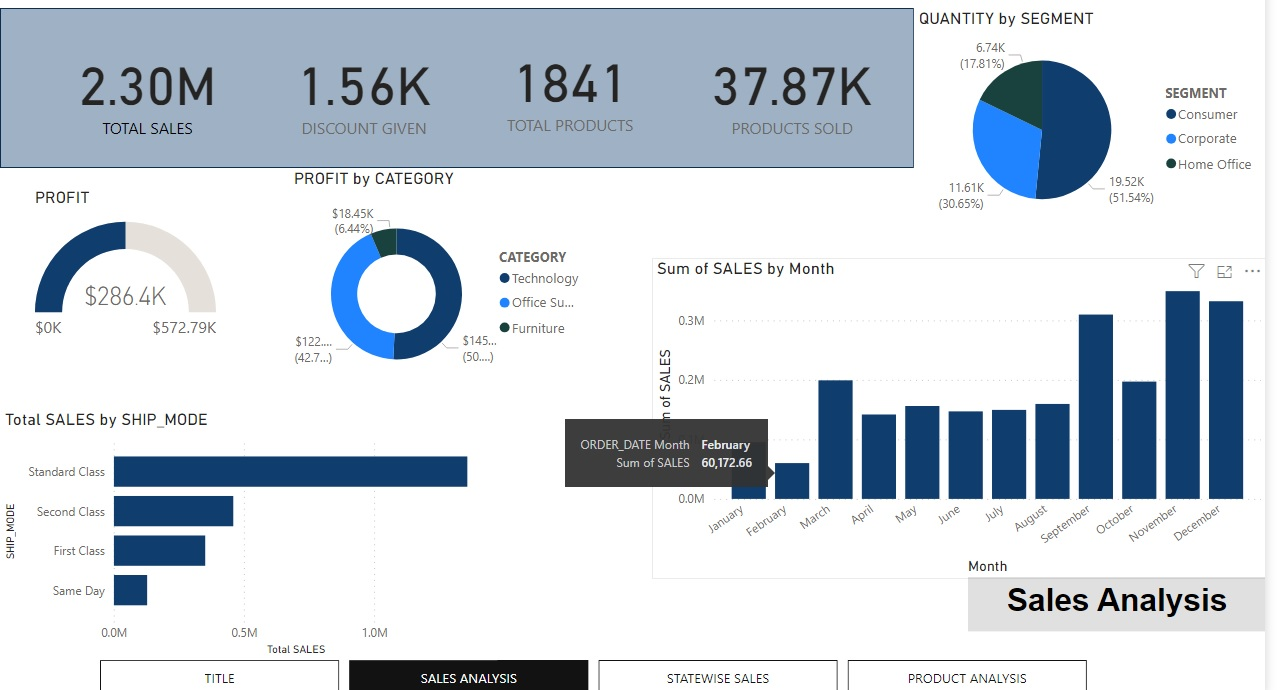 2.30M
TOTAL SALES
1.56K
DISCOUNT GIVEN
1841
TOTAL PRODUCTS
37.87K
PRODUCTS SOLD
QUANTITY by SEGMENT
6.74K
(17.81%)
11.61K
(30.65%)
19.52K
(51.54%)
SEGMENT
Consumer
Corporate
Home Office
PROFIT
$286.4K
$0K
$572.79K
PROFIT by CATEGORY
$18.45K
(6.44%)
$122....
(42.7...)
$145...
(50....)
CATEGORY
Technology
Office Su...
Furniture
Sum of SALES by Month
Sum of SALES
0.3M
0.2M
0.0M
ORDER_DATE Month February
Sum of SALES 60,172.66
January
February
March
April
May
June
July
August
September
October
November
December
Month
Total SALES by SHIP_MODE
SHIP_MODE
Standard Class
Second Class
First Class
Same Day
0.0M
0.5M
1.0M
Total SALES
Sales Analysis
TITLE
SALES ANALYSIS
STATEWISE SALES
PRODUCT ANALYSIS